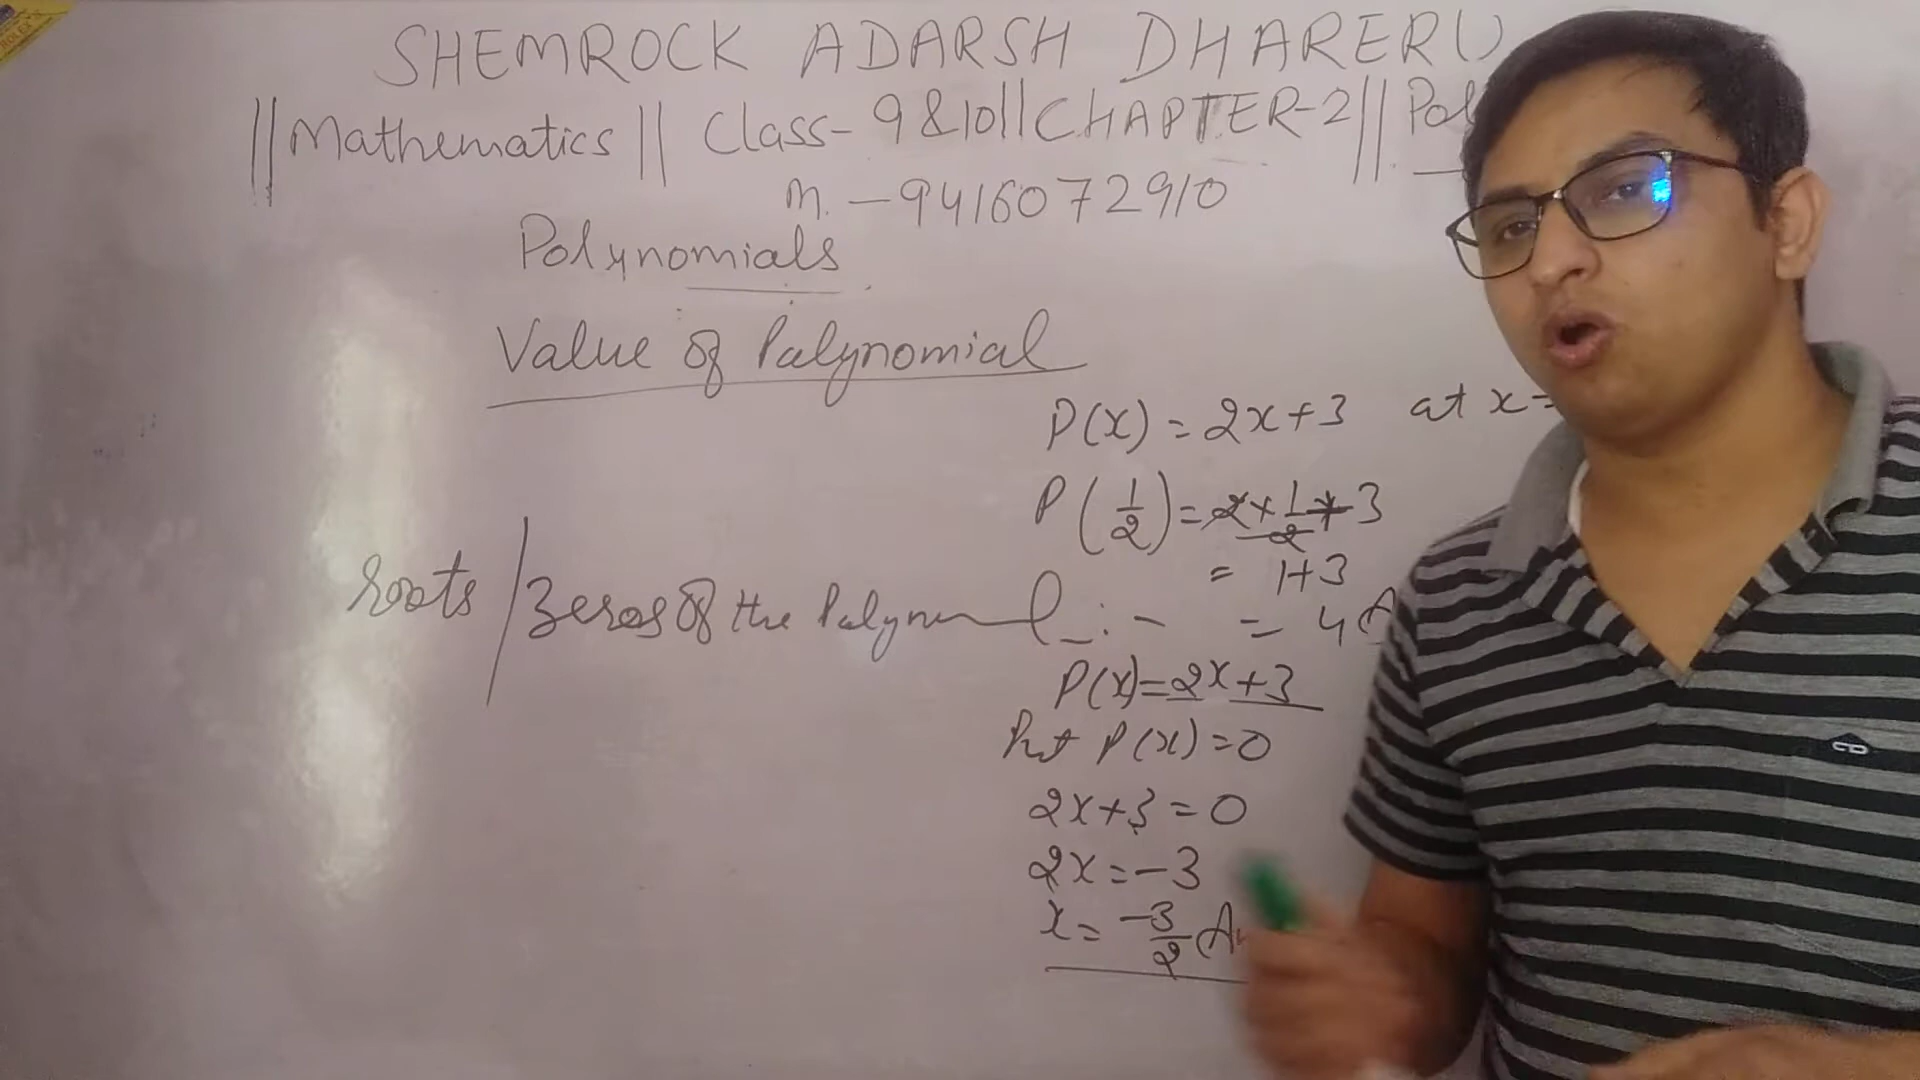 SHEMROCK ADARSH DHARERU
||Mathematics|| Class-9&10||CHAPTER-2||Pol
M.-9416072910
Polynomials
Value of Polynomial
P(x)=2x+3 at x=
P(1/2)=2×1/2+3
= 1+3
= 4 A
roots/Zeros of the Polynomial:-
P(x)=2x+3
Put P(x)=0
2x+3=0
2x=-3
x=-3/2 An